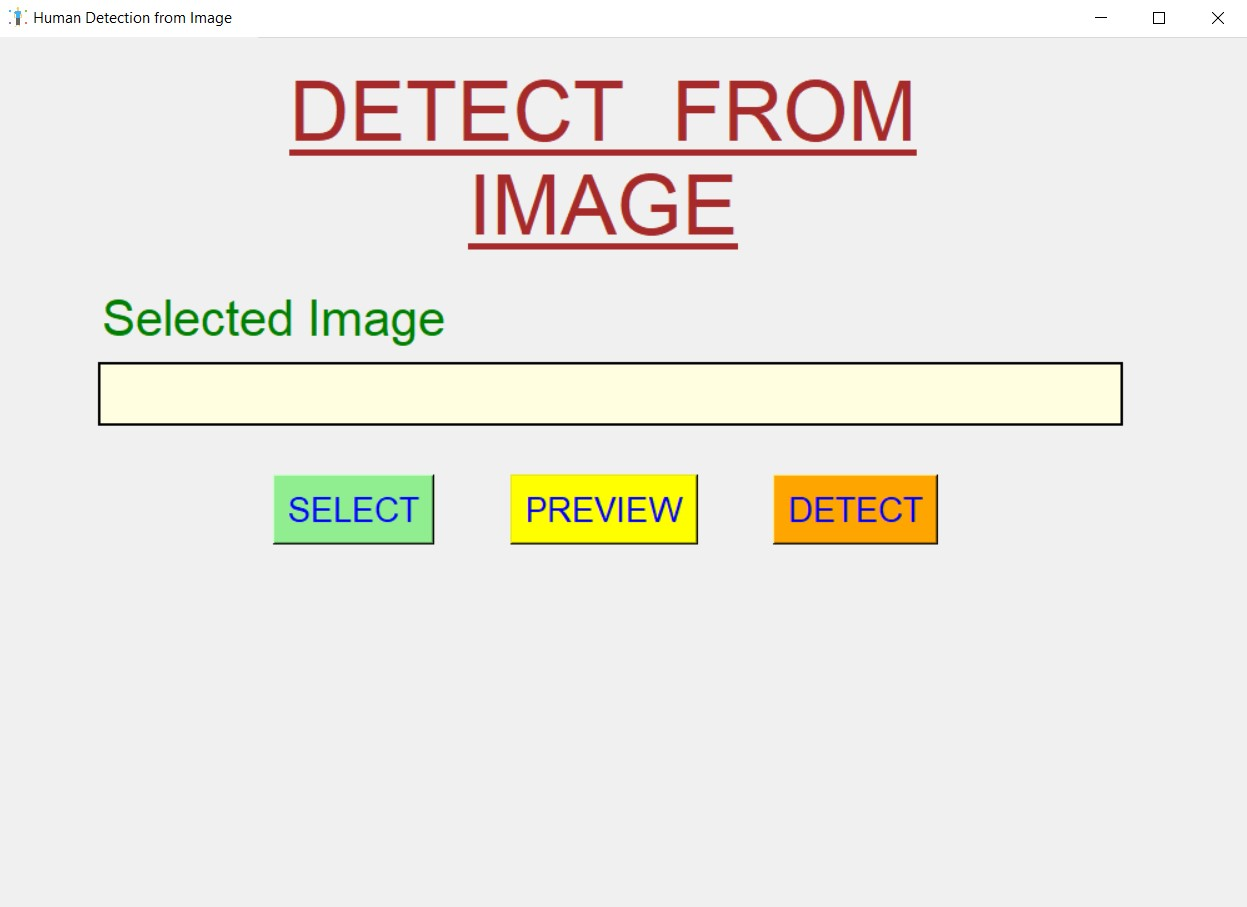 Human Detection from Image
DETECT FROM
IMAGE
Selected Image
SELECT PREVIEW DETECT